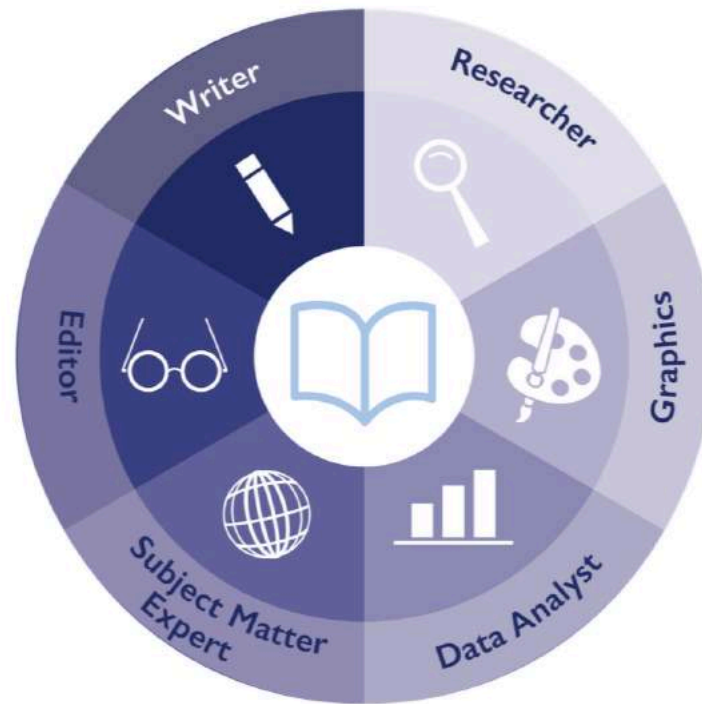 Writer
Researcher
Graphics
Data Analyst
Subject Matter
Expert
Editor